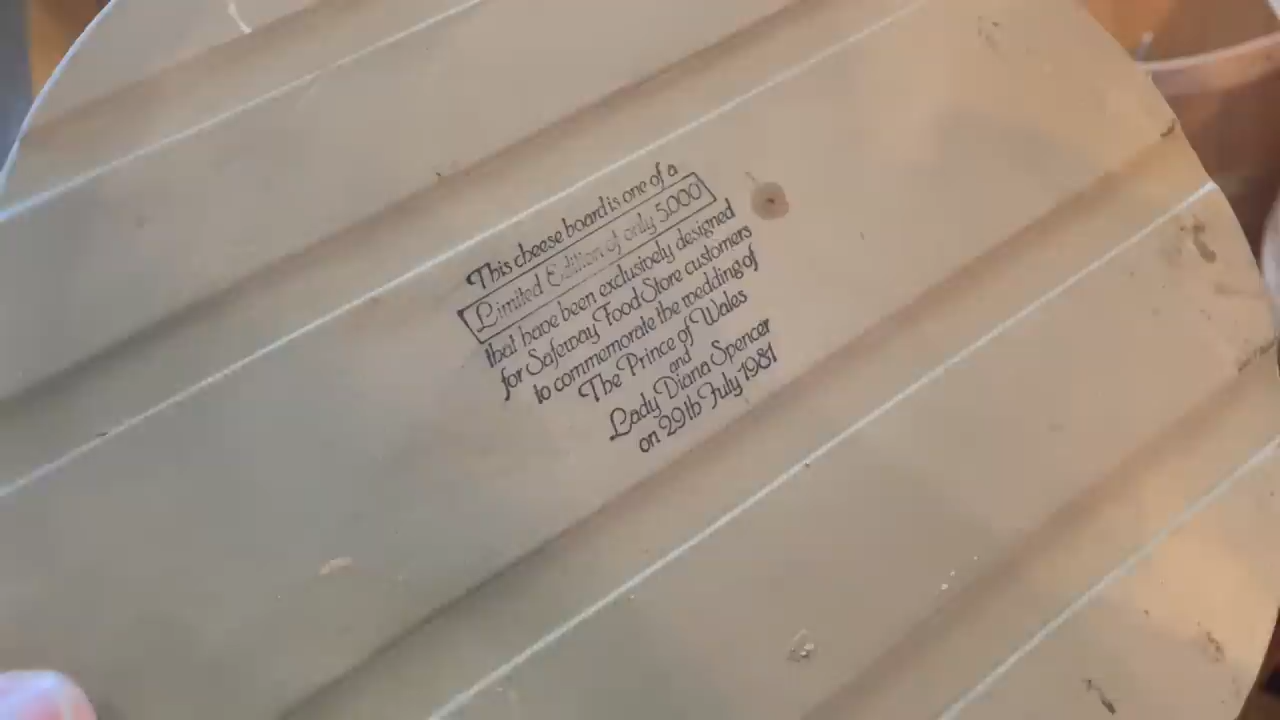 This cheese board is one of a
Limited Edition of only 5,000
that have been exclusively designed
for Safeway Food Store customers
to commemorate the wedding of
The Prince of Wales
and
Lady Diana Spencer
on 29th July 1981